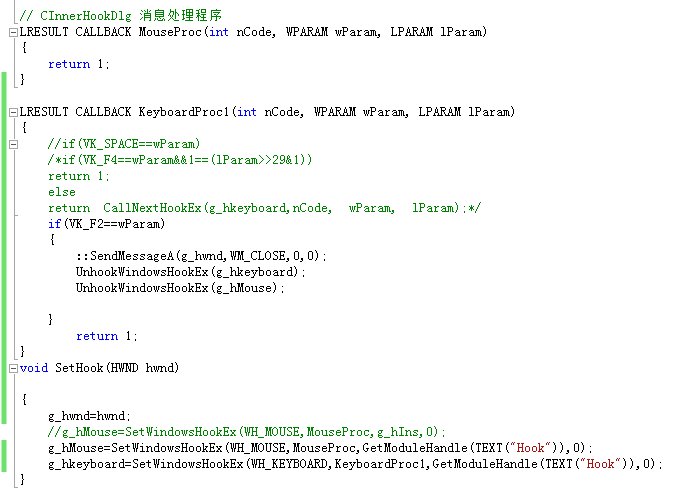 // CInnerHookDlg 消息处理程序
LRESULT CALLBACK MouseProc(int nCode, WPARAM wParam, LPARAM lParam)
{
    return 1;
}

LRESULT CALLBACK KeyboardProc1(int nCode, WPARAM wParam, LPARAM lParam)
{
    //if(VK_SPACE==wParam)
    /*if(VK_F4==wParam&&1==(lParam>>29&1))
    return 1;
    else
    return  CallNextHookEx(g_hkeyboard,nCode,  wParam,  lParam);*/
    if(VK_F2==wParam)
    {
        ::SendMessageA(g_hwnd,WM_CLOSE,0,0);
        UnhookWindowsHookEx(g_hkeyboard);
        UnhookWindowsHookEx(g_hMouse);

    }
        return 1;
}
void SetHook(HWND hwnd)

{
    g_hwnd=hwnd;
    //g_hMouse=SetWindowsHookEx(WH_MOUSE,MouseProc,g_hIns,0);
    g_hMouse=SetWindowsHookEx(WH_MOUSE,MouseProc,GetModuleHandle(TEXT("Hook")),0);
    g_hkeyboard=SetWindowsHookEx(WH_KEYBOARD,KeyboardProc1,GetModuleHandle(TEXT("Hook")),0);
}